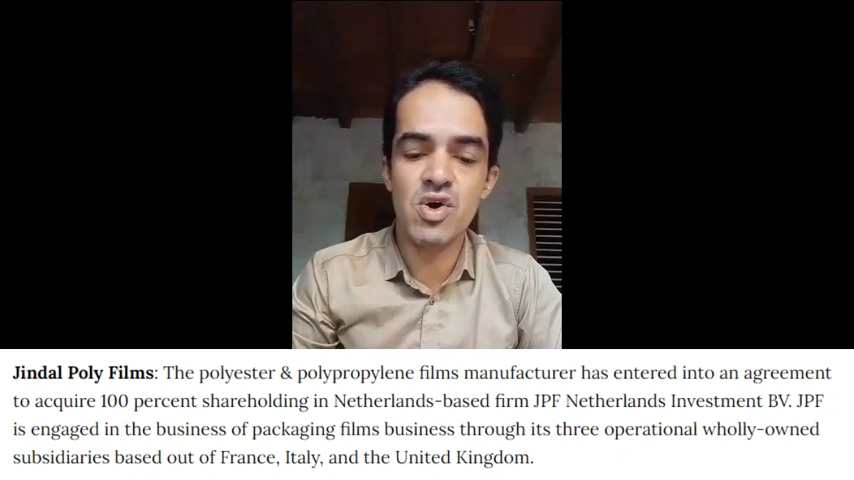 Jindal Poly Films: The polyester & polypropylene films manufacturer has entered into an agreement
to acquire 100 percent shareholding in Netherlands-based firm JPF Netherlands Investment BV. JPF
is engaged in the business of packaging films business through its three operational wholly-owned
subsidiaries based out of France, Italy, and the United Kingdom.